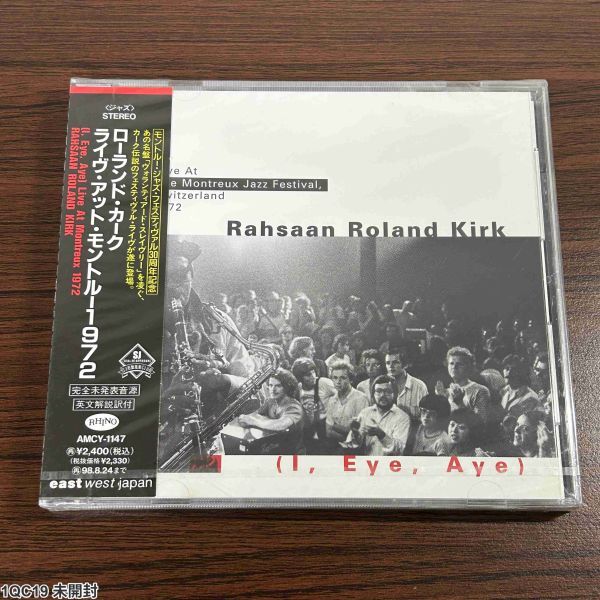 〈ジャズ〉
STEREO
モントルー・ジャズ・フェスティヴァル30周年記念
あの名盤「ヴォランティアード・スレイヴリー」を凌ぐ、
カーク伝説のフェスティヴァル・ライヴが遂に登場。
ローランド・カーク
ライヴ・アット・モントルー1972
(I, Eye, Aye) Live At Montreux 1972
RAHSAAN ROLAND KIRK
SJ
完全未発表音源
英文解説訳付
RHINO
AMCY-1147
再¥2,400(税込)
(税抜価格¥2,330)
再98.8.24まで
east west japan
ve At
e Montreux Jazz Festival,
witzerland
72
Rahsaan Roland Kirk
(I, Eye, Aye)
1QC19 未開封